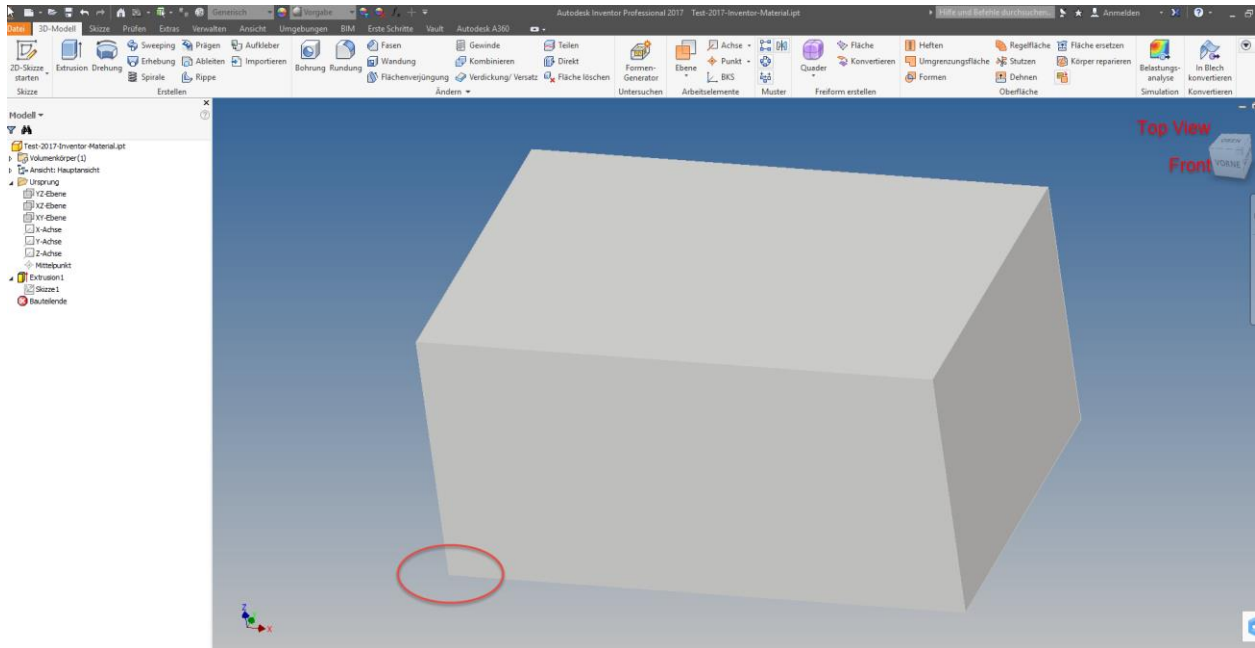 Generisch Vorgabe Autodesk Inventor Professional 2017 Test-2017-Inventor-Material.ipt Hilfe und Befehle durchsuchen... Anmelden
Datei 3D-Modell Skizze Prüfen Extras Verwalten Ansicht Umgebungen BIM Erste Schritte Vault Autodesk A360
Sweeping Prägen Aufkleber Fasen Gewinde Teilen Achse Fläche Heften Regelfläche Fläche ersetzen
2D-Skizze starten Extrusion Drehung Erhebung Ableiten Importieren Bohrung Rundung Wandung Kombinieren Direkt Formen-Generator Ebene Punkt Quader Konvertieren Umgrenzungsfläche Stutzen Körper reparieren Belastungs-analyse In Blech konvertieren
Spirale Rippe Flächenverjüngung Verdickung/ Versatz Fläche löschen BKS Formen Dehnen
Skizze Erstellen Ändern Untersuchen Arbeitselemente Muster Freiform erstellen Oberfläche Simulation Konvertieren
Modell
Test-2017-Inventor-Material.ipt
Volumenkörper(1)
Ansicht: Hauptansicht
Ursprung
YZ-Ebene
XZ-Ebene
XY-Ebene
X-Achse
Y-Achse
Z-Achse
Mittelpunkt
Extrusion1
Skizze1
Bauteilende
Top View
Front VORNE
Z
X